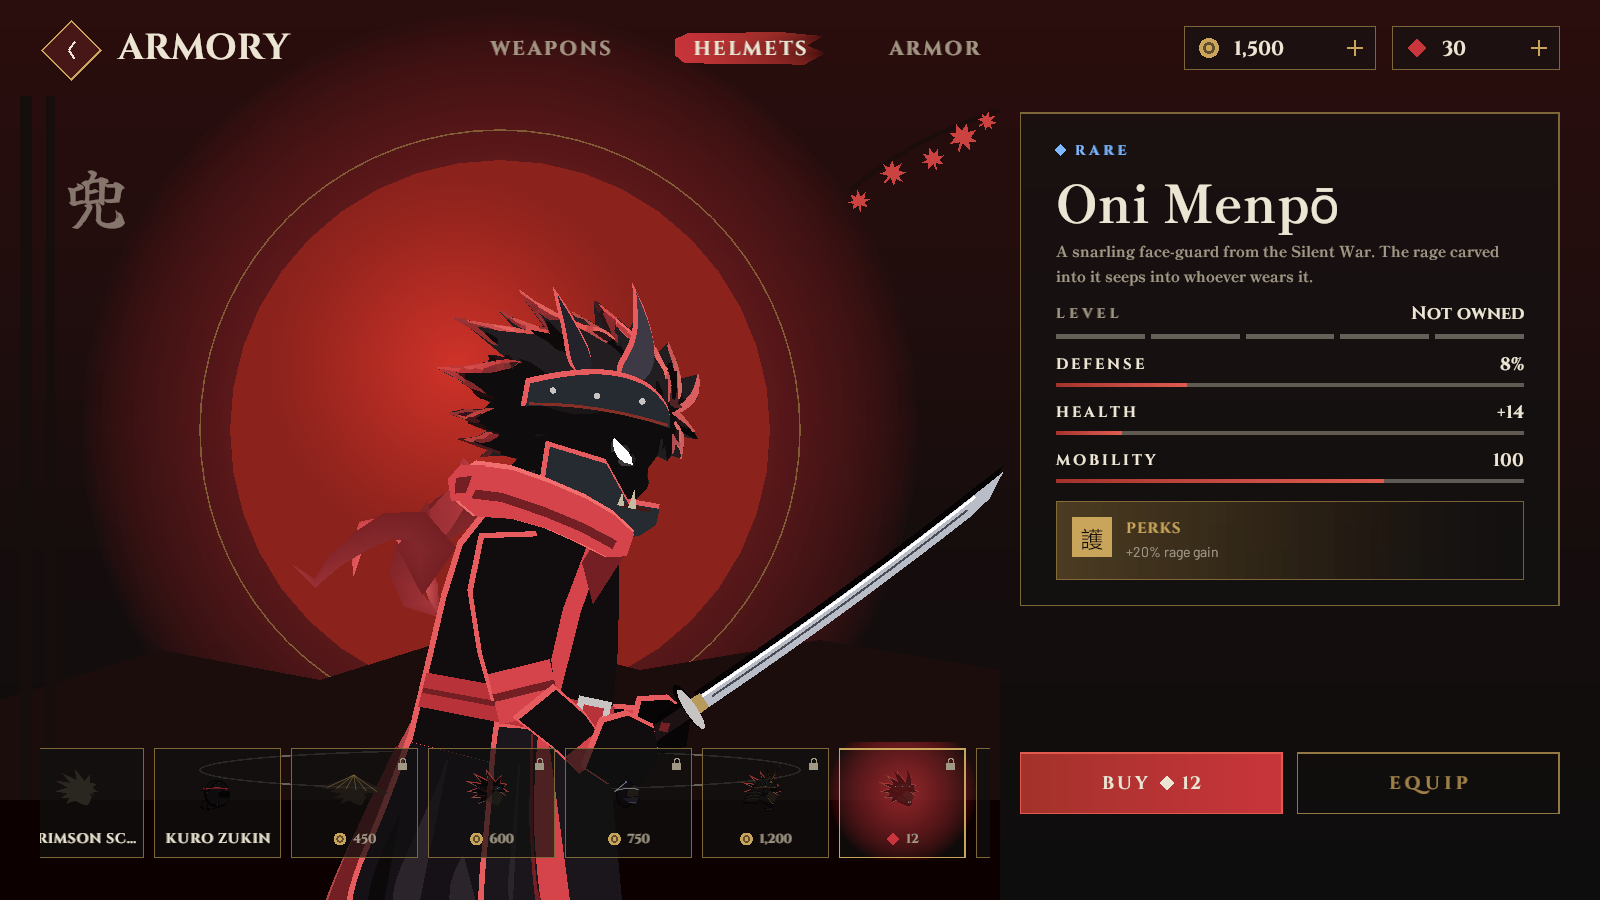 ARMORY
WEAPONS
HELMETS
ARMOR
1,500
30
兜
RARE
Oni Menpō
A snarling face-guard from the Silent War. The rage carved
into it seeps into whoever wears it.
LEVEL
NOT OWNED
DEFENSE
8%
HEALTH
+14
MOBILITY
100
護
PERKS
+20% rage gain
RIMSON SC...
KURO ZUKIN
450
600
750
1,200
12
BUY 12
EQUIP